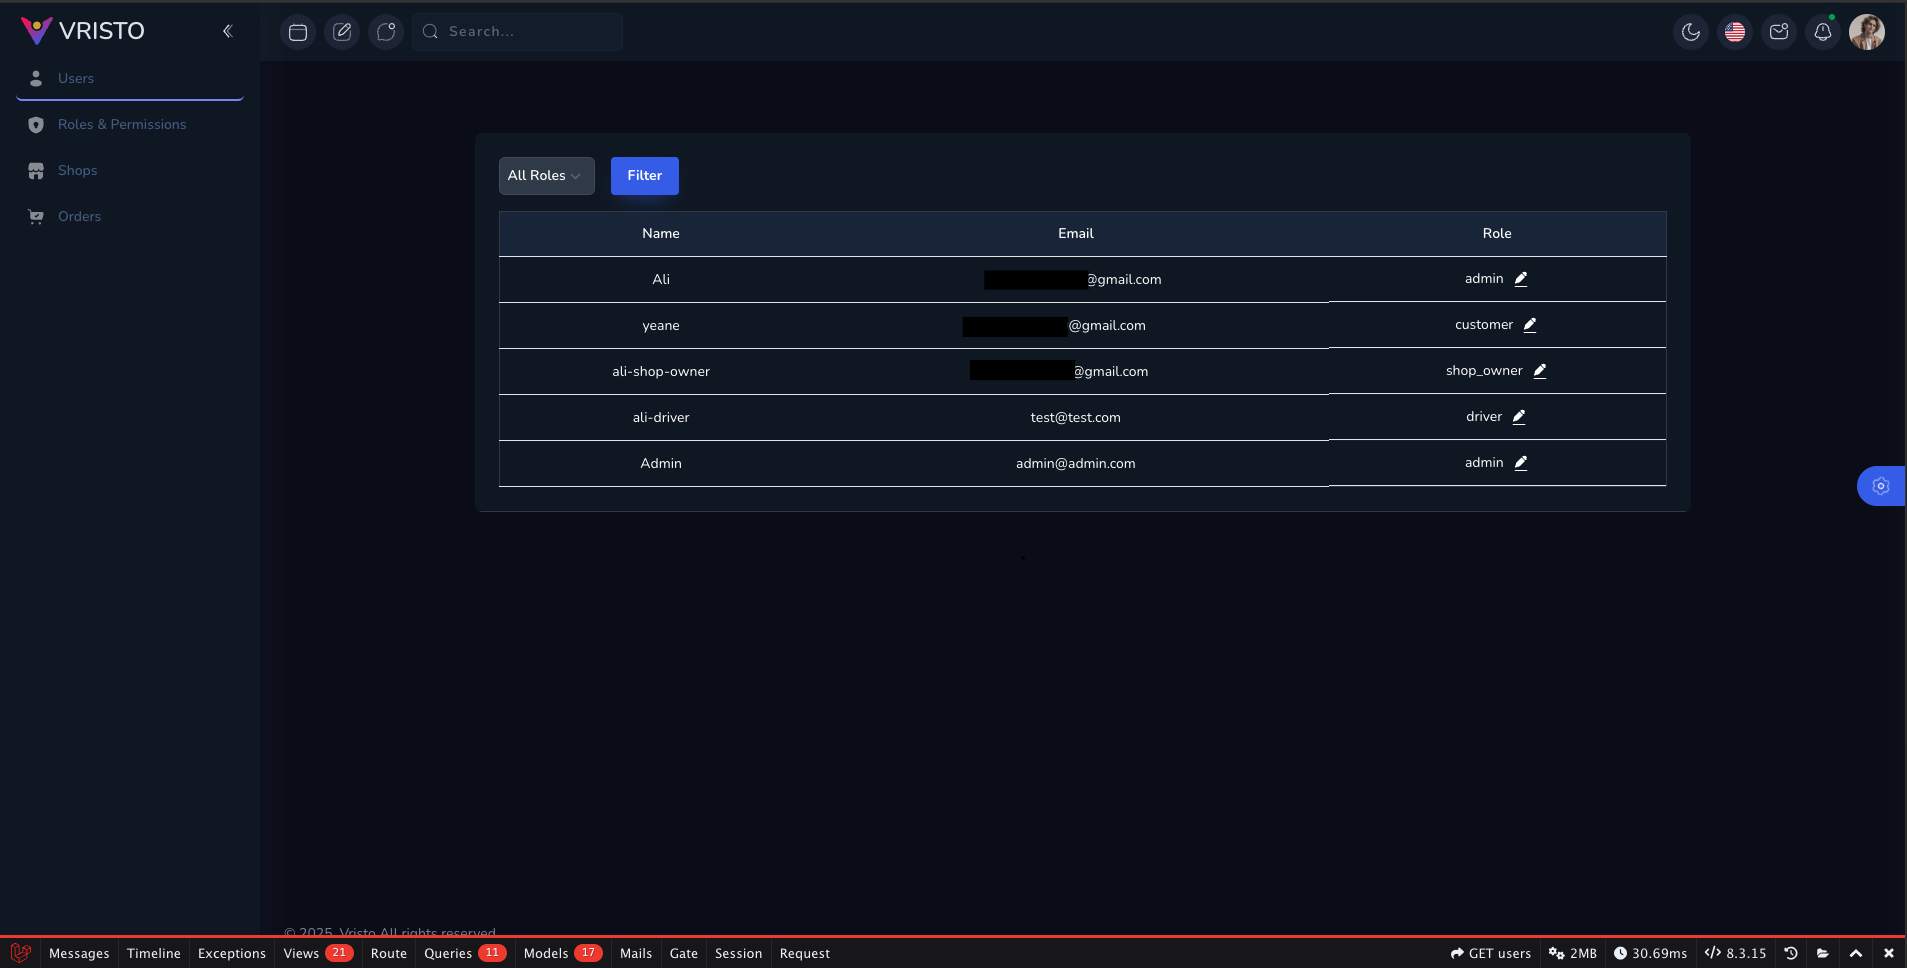 VRISTO
Search...
Users
Roles & Permissions
Shops
Orders
All Roles Filter
Name Email Role
Ali @gmail.com admin
yeane @gmail.com customer
ali-shop-owner @gmail.com shop_owner
ali-driver test@test.com driver
Admin admin@admin.com admin
© 2025. Vristo All rights reserved.
Messages Timeline Exceptions Views 21 Route Queries 11 Models 17 Mails Gate Session Request GET users 2MB 30.69ms 8.3.15